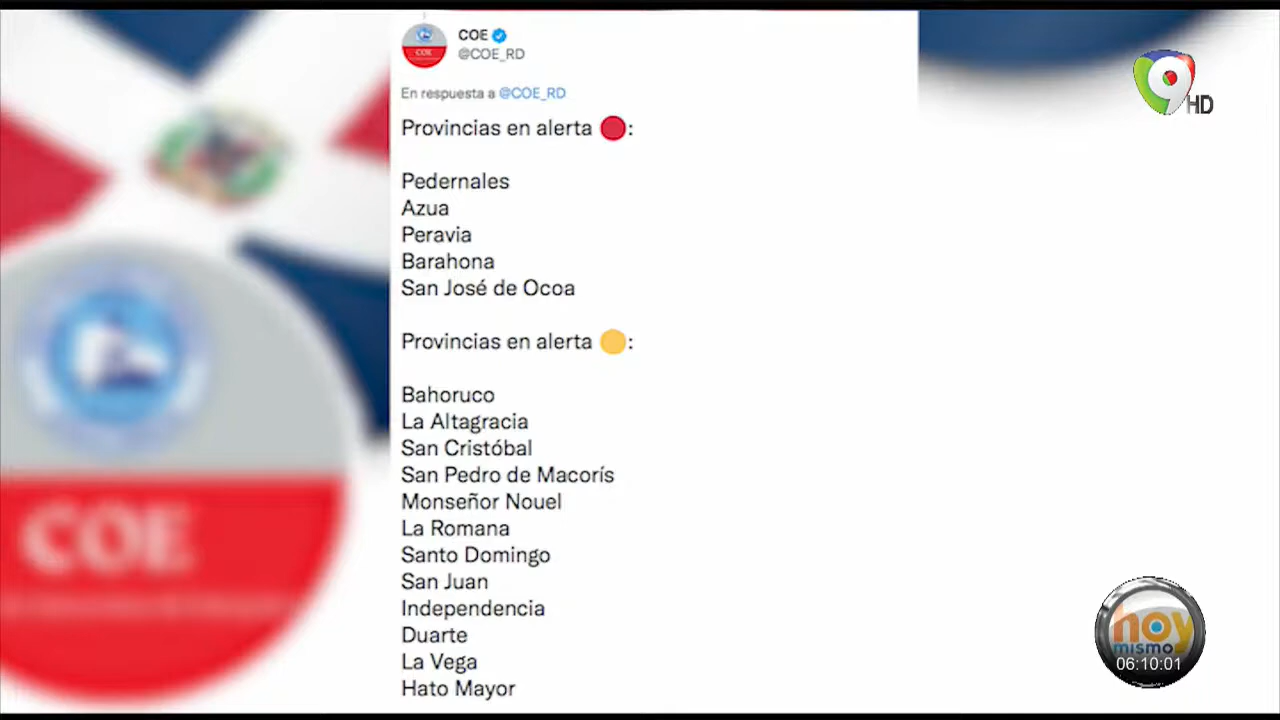 COE
@COE_RD
En respuesta a @COE_RD
Provincias en alerta 🔴:
Pedernales
Azua
Peravia
Barahona
San José de Ocoa
Provincias en alerta 🟡:
Bahoruco
La Altagracia
San Cristóbal
San Pedro de Macorís
Monseñor Nouel
La Romana
Santo Domingo
San Juan
Independencia
Duarte
La Vega
Hato Mayor
COE
COE
9 HD
hoy
mismo
06:10:01